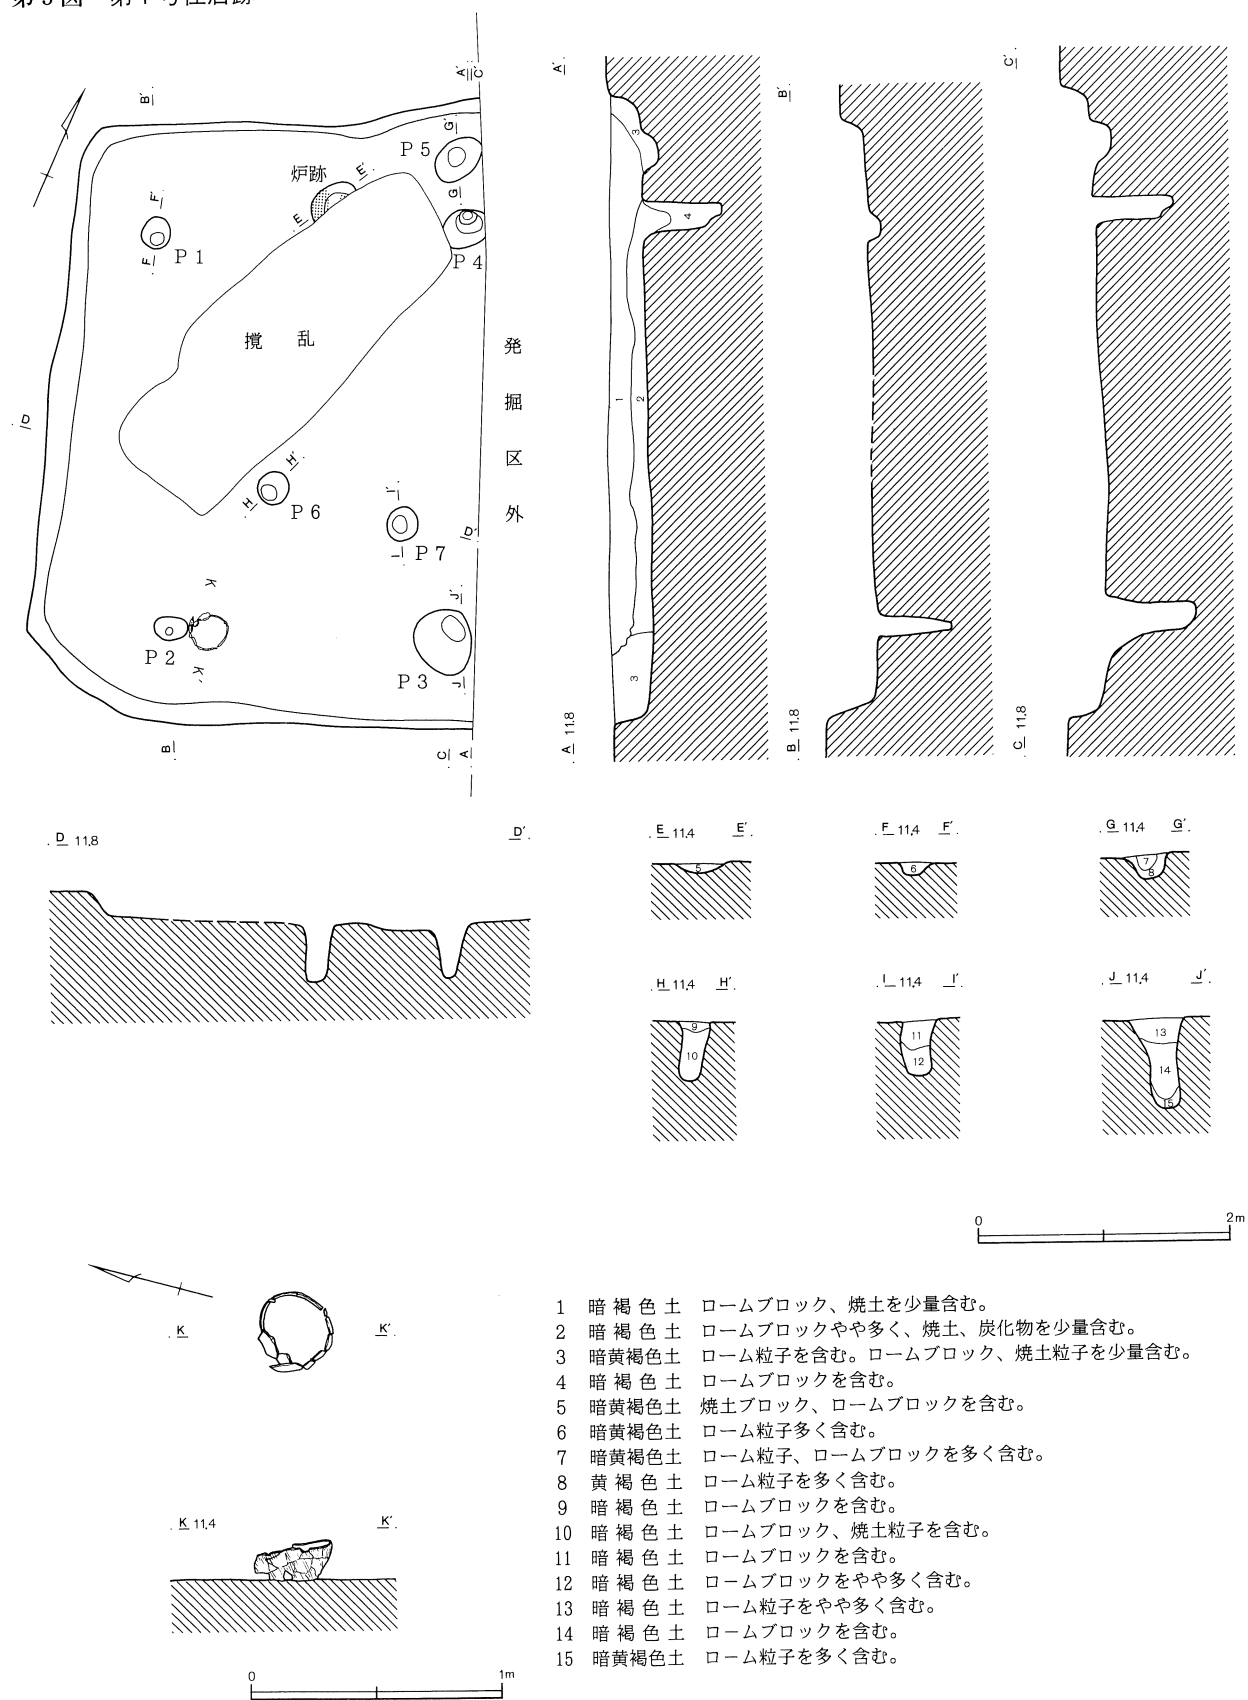 A′
C′
B′
G′
P 5
炉跡
E′
E
G
F′
P 1
F
P 4
撹 乱
発掘区外
D
H′
H
P 6
I′
I
P 7
D′
K
J′
P 2
K′
P 3
J
B
C
A
A′
3
4
1
2
3
A 11.8
B′
B 11.8
C′
C 11.8
D 11.8 D′
E 11.4 E′
5
F 11.4 F′
6
G 11.4 G′
7
8
H 11.4 H′
9
10
I 11.4 I′
11
12
J 11.4 J′
13
14
15
0 2m
K K′
K 11.4 K′
0 1m
1 暗褐色土 ロームブロック、焼土を少量含む。
2 暗褐色土 ロームブロックやや多く、焼土、炭化物を少量含む。
3 暗黄褐色土 ローム粒子を含む。ロームブロック、焼土粒子を少量含む。
4 暗褐色土 ロームブロックを含む。
5 暗黄褐色土 焼土ブロック、ロームブロックを含む。
6 暗黄褐色土 ローム粒子多く含む。
7 暗黄褐色土 ローム粒子、ロームブロックを多く含む。
8 黄褐色土 ローム粒子を多く含む。
9 暗褐色土 ロームブロックを含む。
10 暗褐色土 ロームブロック、焼土粒子を含む。
11 暗褐色土 ロームブロックを含む。
12 暗褐色土 ロームブロックをやや多く含む。
13 暗褐色土 ローム粒子をやや多く含む。
14 暗褐色土 ロームブロックを含む。
15 暗黄褐色土 ローム粒子を多く含む。